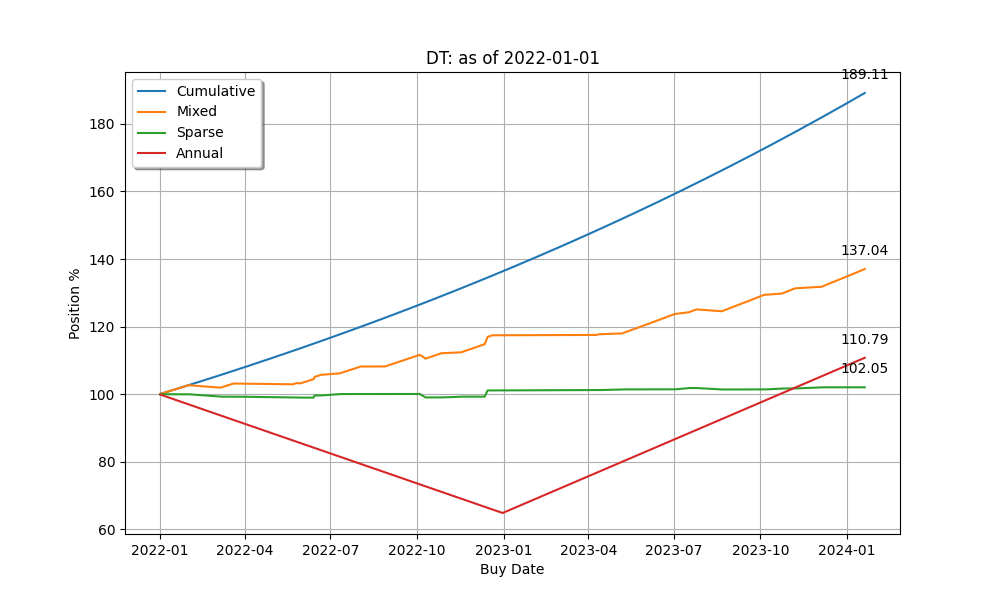 DT: as of 2022-01-01
189.11
Cumulative
Mixed
Sparse
Annual
180
160
140
120
100
80
60
137.04
110.79
102.05
Position %
2022-01 2022-04 2022-07 2022-10 2023-01 2023-04 2023-07 2023-10 2024-01
Buy Date